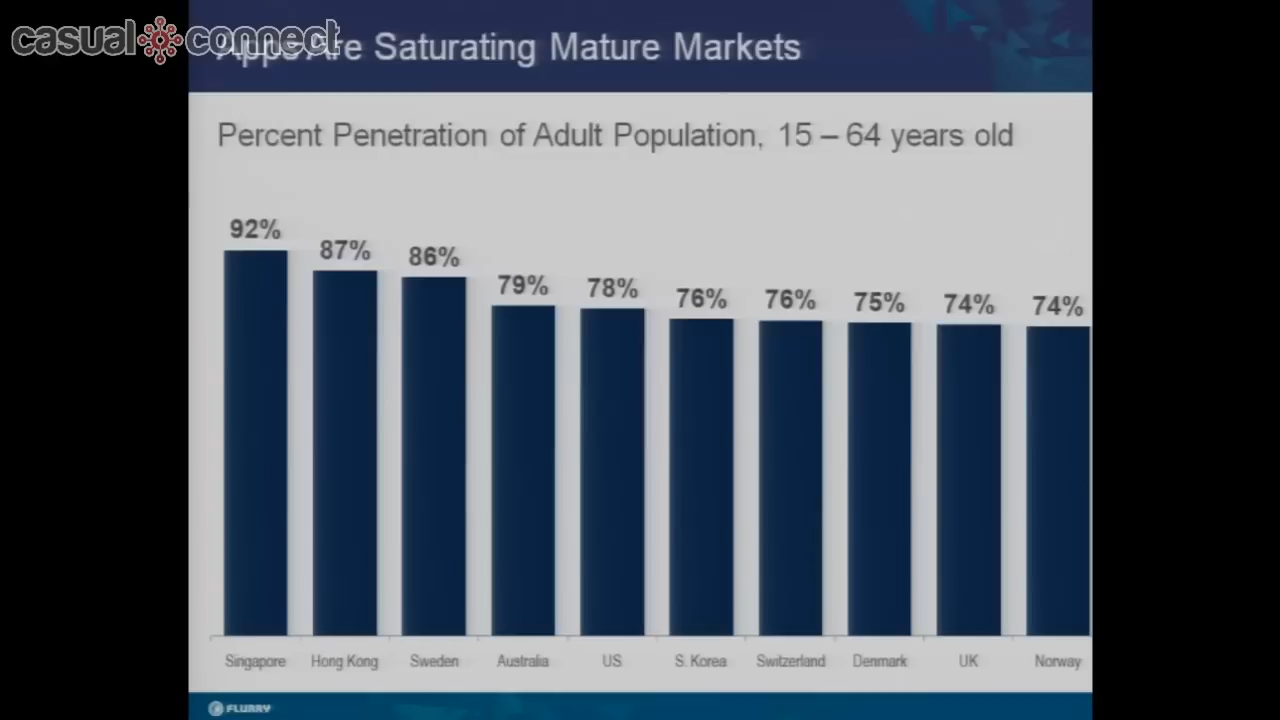 casual connect
Apps Are Saturating Mature Markets
Percent Penetration of Adult Population, 15 – 64 years old
92% 87% 86% 79% 78% 76% 76% 75% 74% 74%
Singapore Hong Kong Sweden Australia US S. Korea Switzerland Denmark UK Norway
FLURRY